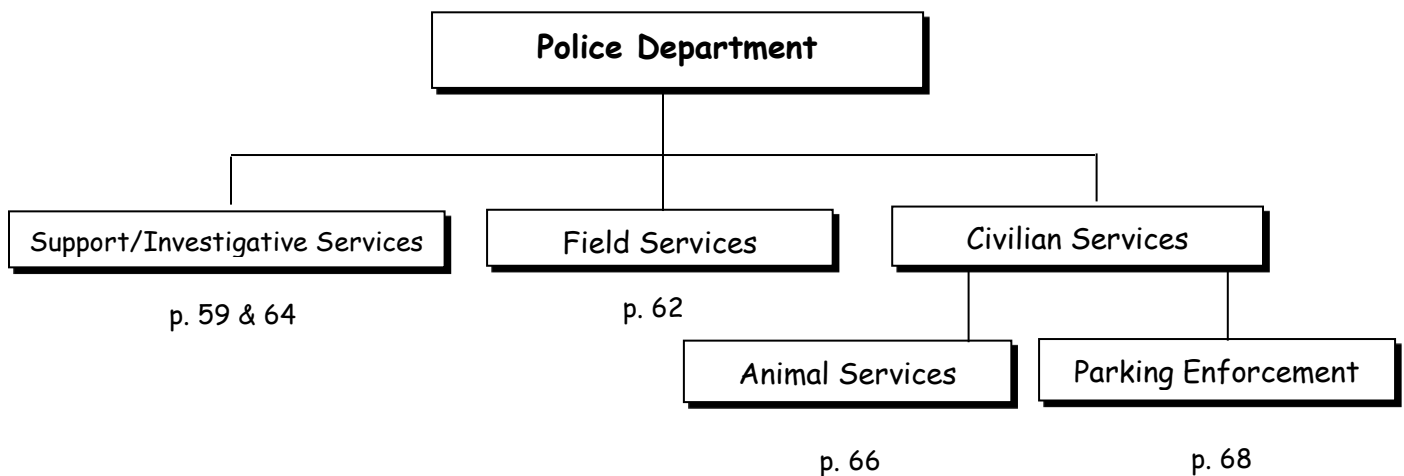 Police Department
Support/Investigative Services
Field Services
Civilian Services
p. 59 & 64
p. 62
Animal Services
Parking Enforcement
p. 66
p. 68